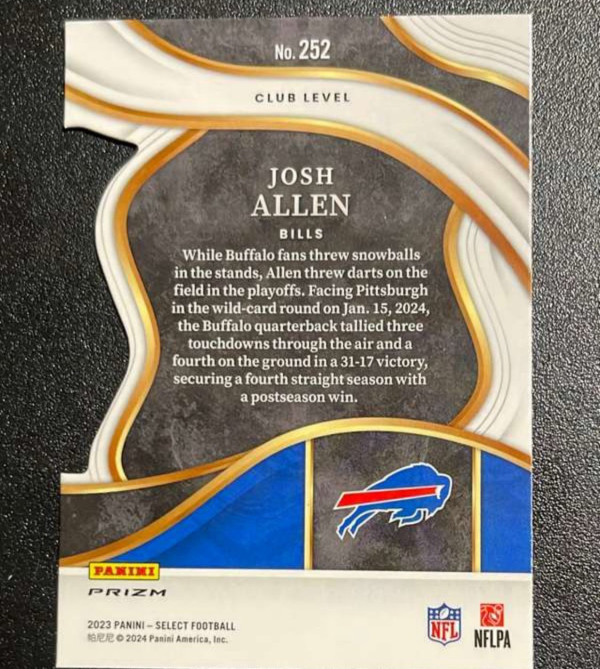 No. 252
CLUB LEVEL
JOSH
ALLEN
BILLS
While Buffalo fans threw snowballs
in the stands, Allen threw darts on the
field in the playoffs. Facing Pittsburgh
in the wild-card round on Jan. 15, 2024,
the Buffalo quarterback tallied three
touchdowns through the air and a
fourth on the ground in a 31-17 victory,
securing a fourth straight season with
a postseason win.
PANINI
PRIZM
2023 PANINI – SELECT FOOTBALL
帕尼尼 © 2024 Panini America, Inc.
NFL
NFLPA